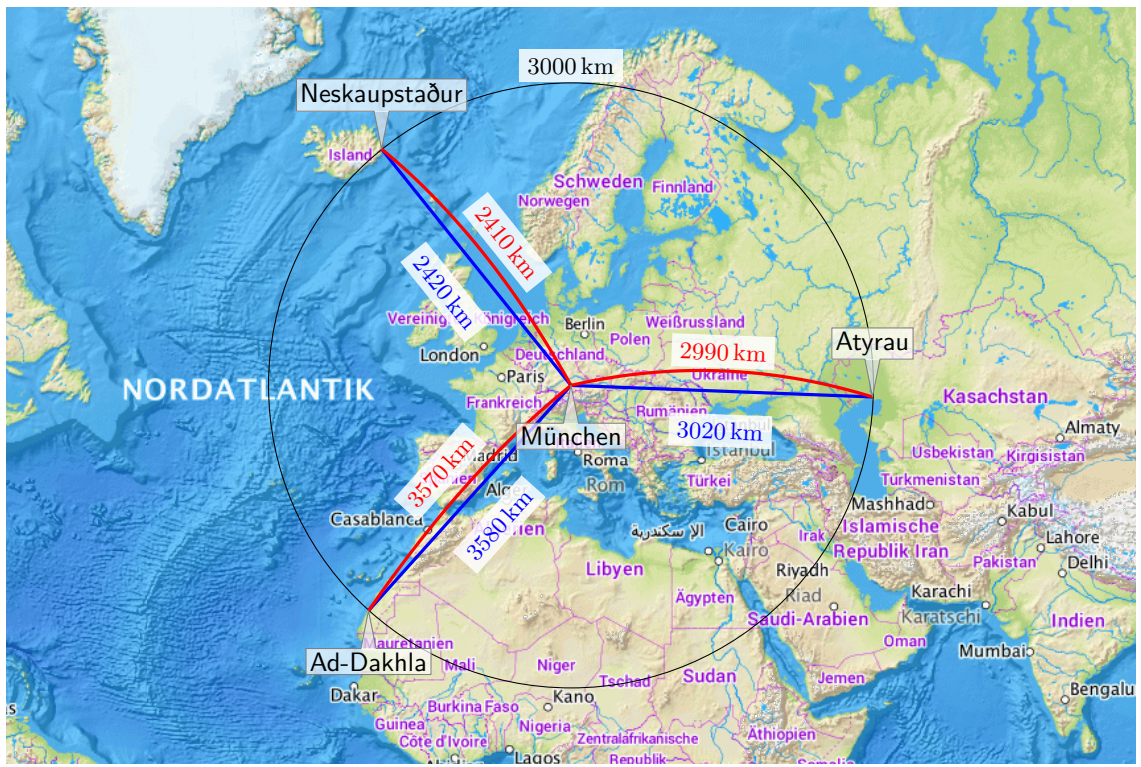 3000 km
Neskaupstaður
Island
Schweden
Finnland
Norwegen
2410 km
2420 km
Vereinig
Königreich
Berlin
Weißrussland
Polen
London
Deutschland
Atyrau
2990 km
Paris
Ukraine
NORDATLANTIK
Frankreich
Kasachstan
Rumänien
München
3020 km
Almaty
Istanbul
Roma
Rom
Usbekistan
Kirgisistan
3570 km
Türkei
Turkmenistan
Casablanca
3580 km
Mashhad
Kabul
الإسكندرية
Cairo
Kairo
Irak
Islamische
Republik Iran
Lahore
Pakistan
Delhi
Libyen
Riyadh
Riad
Ägypten
Karachi
Karatschi
Saudi-Arabien
Indien
Mauretanien
Oman
Mumbai
Ad-Dakhla
Mali
Niger
Tschad
Sudan
Jemen
Dakar
Kano
Bengalu
Burkina Faso
Guinea
Nigeria
Côte d'Ivoire
Zentralafrikanische
Republik
Äthiopien
Lagos